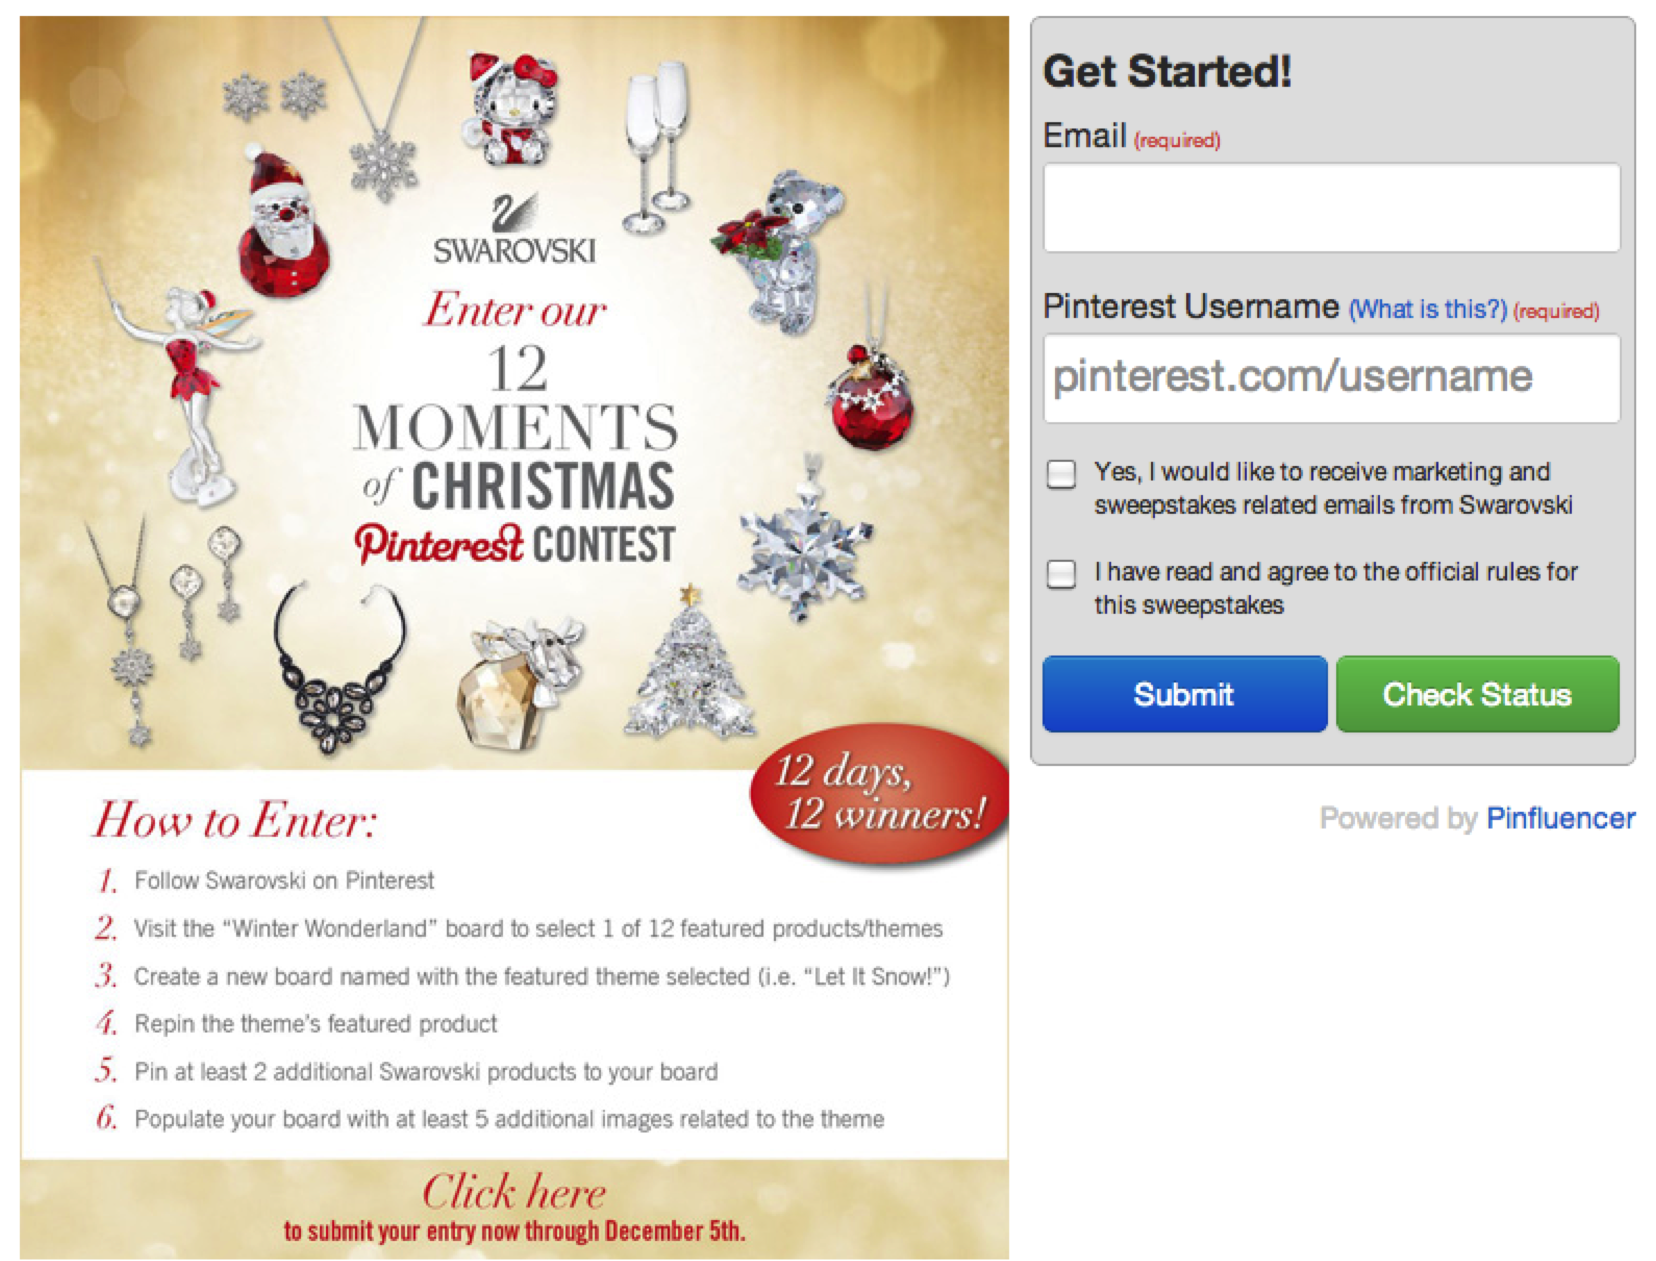 SWAROVSKI
Enter our
12
MOMENTS
of CHRISTMAS
Pinterest CONTEST
12 days,
12 winners!
How to Enter:
1. Follow Swarovski on Pinterest
2. Visit the “Winter Wonderland” board to select 1 of 12 featured products/themes
3. Create a new board named with the featured theme selected (i.e. “Let It Snow!”)
4. Repin the theme’s featured product
5. Pin at least 2 additional Swarovski products to your board
6. Populate your board with at least 5 additional images related to the theme
Click here
to submit your entry now through December 5th.
Get Started!
Email (required)
Pinterest Username (What is this?) (required)
pinterest.com/username
Yes, I would like to receive marketing and
sweepstakes related emails from Swarovski
I have read and agree to the official rules for
this sweepstakes
Submit
Check Status
Powered by Pinfluencer